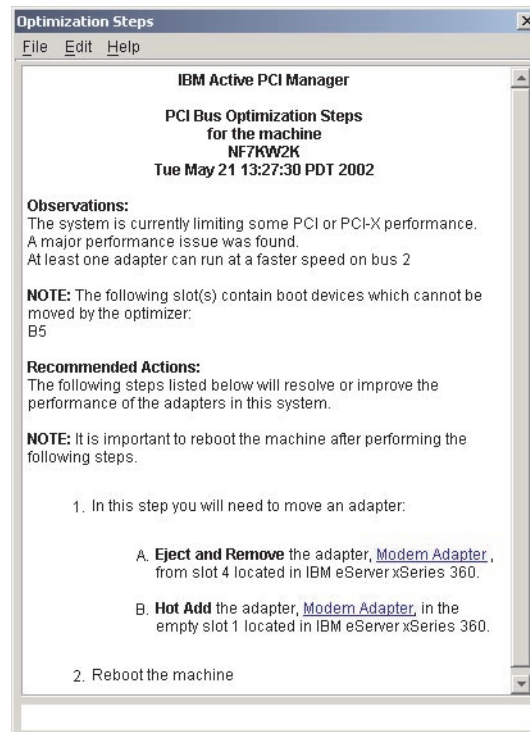 Optimization Steps
File Edit Help
IBM Active PCI Manager
PCI Bus Optimization Steps
for the machine
NF7KW2K
Tue May 21 13:27:30 PDT 2002
Observations:
The system is currently limiting some PCI or PCI-X performance.
A major performance issue was found.
At least one adapter can run at a faster speed on bus 2
NOTE: The following slot(s) contain boot devices which cannot be
moved by the optimizer:
B5
Recommended Actions:
The following steps listed below will resolve or improve the
performance of the adapters in this system.
NOTE: It is important to reboot the machine after performing the
following steps.
1. In this step you will need to move an adapter:
A. Eject and Remove the adapter, Modem Adapter ,
from slot 4 located in IBM eServer xSeries 360.
B. Hot Add the adapter, Modem Adapter, in the
empty slot 1 located in IBM eServer xSeries 360.
2. Reboot the machine